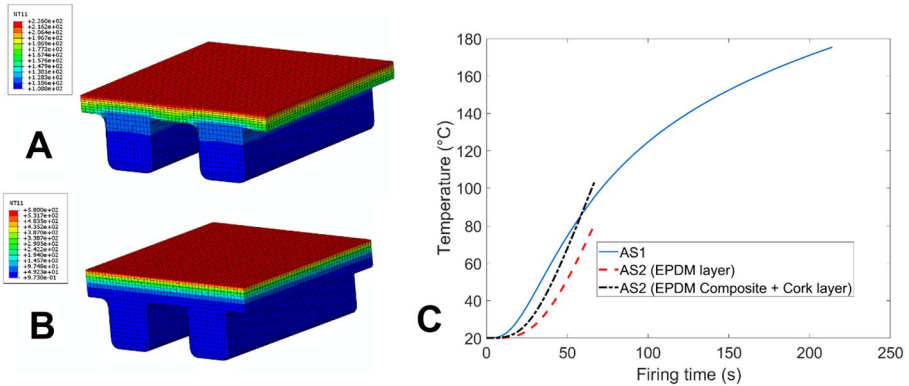 NT11
+2.260e+02
+2.162e+02
+2.064e+02
+1.967e+02
+1.869e+02
+1.772e+02
+1.674e+02
+1.576e+02
+1.479e+02
+1.381e+02
+1.283e+02
+1.186e+02
+1.088e+02
A
NT11
+5.800e+02
+5.317e+02
+4.835e+02
+4.352e+02
+3.870e+02
+3.387e+02
+2.905e+02
+2.422e+02
+1.940e+02
+1.457e+02
+9.748e+01
+4.923e+01
+9.730e-01
B
C
Temperature (°C)
180
160
140
120
100
80
60
40
20
AS1
AS2 (EPDM layer)
AS2 (EPDM Composite + Cork layer)
0 50 100 150 200 250
Firing time (s)